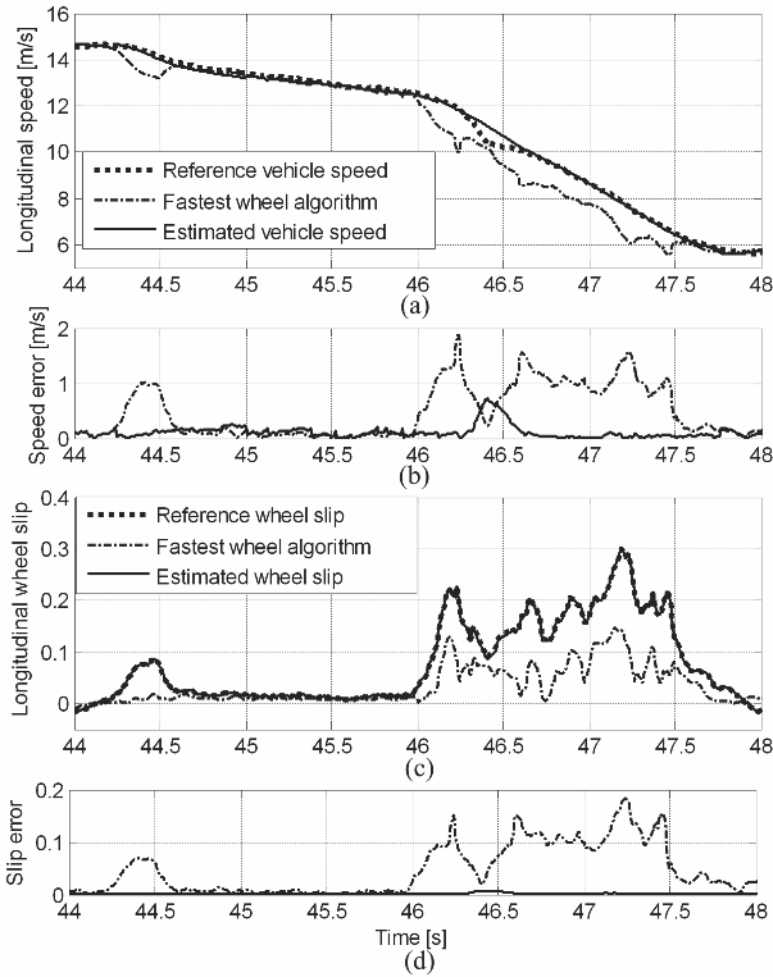 Longitudinal speed [m/s]
16
14
12
10
8
6
Reference vehicle speed
Fastest wheel algorithm
Estimated vehicle speed
44 44.5 45 45.5 46 46.5 47 47.5 48
(a)
Speed error [m/s]
2
1
0
44 44.5 45 45.5 46 46.5 47 47.5 48
(b)
Longitudinal wheel slip
0.4
0.3
0.2
0.1
0
Reference wheel slip
Fastest wheel algorithm
Estimated wheel slip
44 44.5 45 45.5 46 46.5 47 47.5 48
(c)
Slip error
0.2
0.1
0
44 44.5 45 45.5 46 46.5 47 47.5 48
Time [s]
(d)